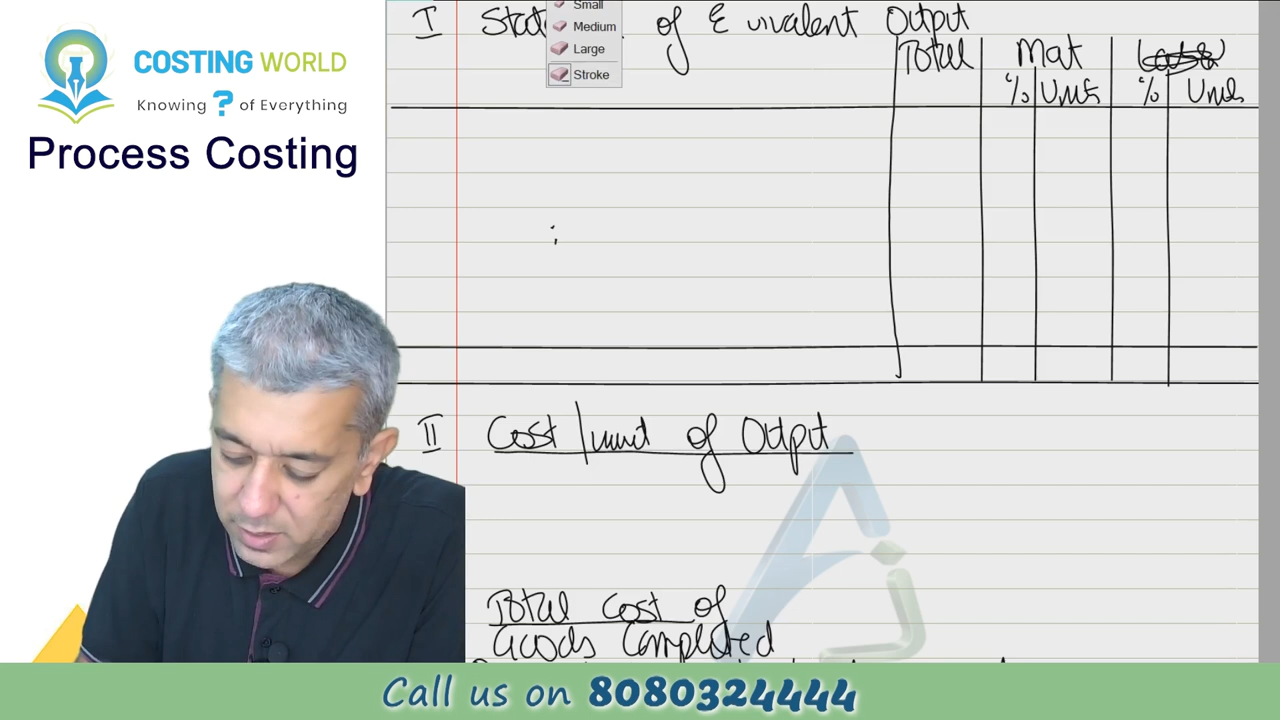 COSTING WORLD
Knowing ? of Everything
Process Costing
Small
Medium
Large
Stroke
I of E uivalent Output
Total Mat
% Units % Units
II Cost/unit of Output
Total Cost of
Goods Completed
Call us on 8080324444